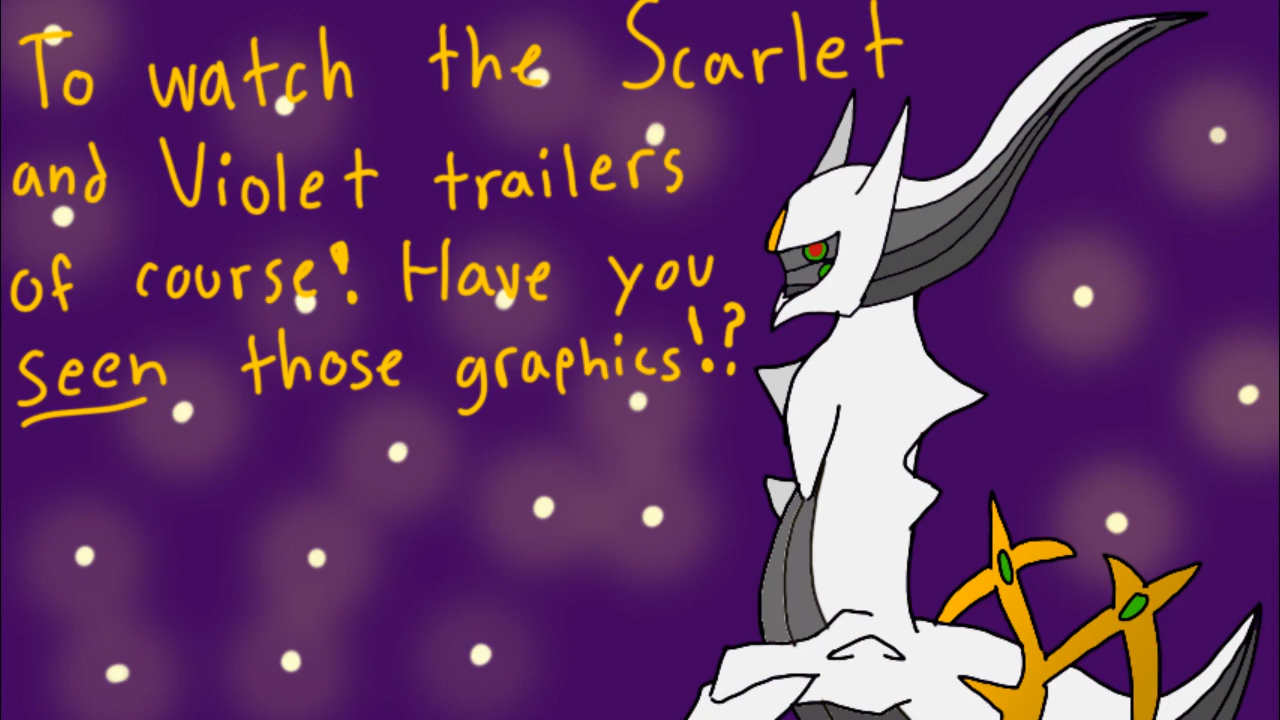 To watch the Scarlet
and Violet trailers
of course! Have you
seen those graphics!?